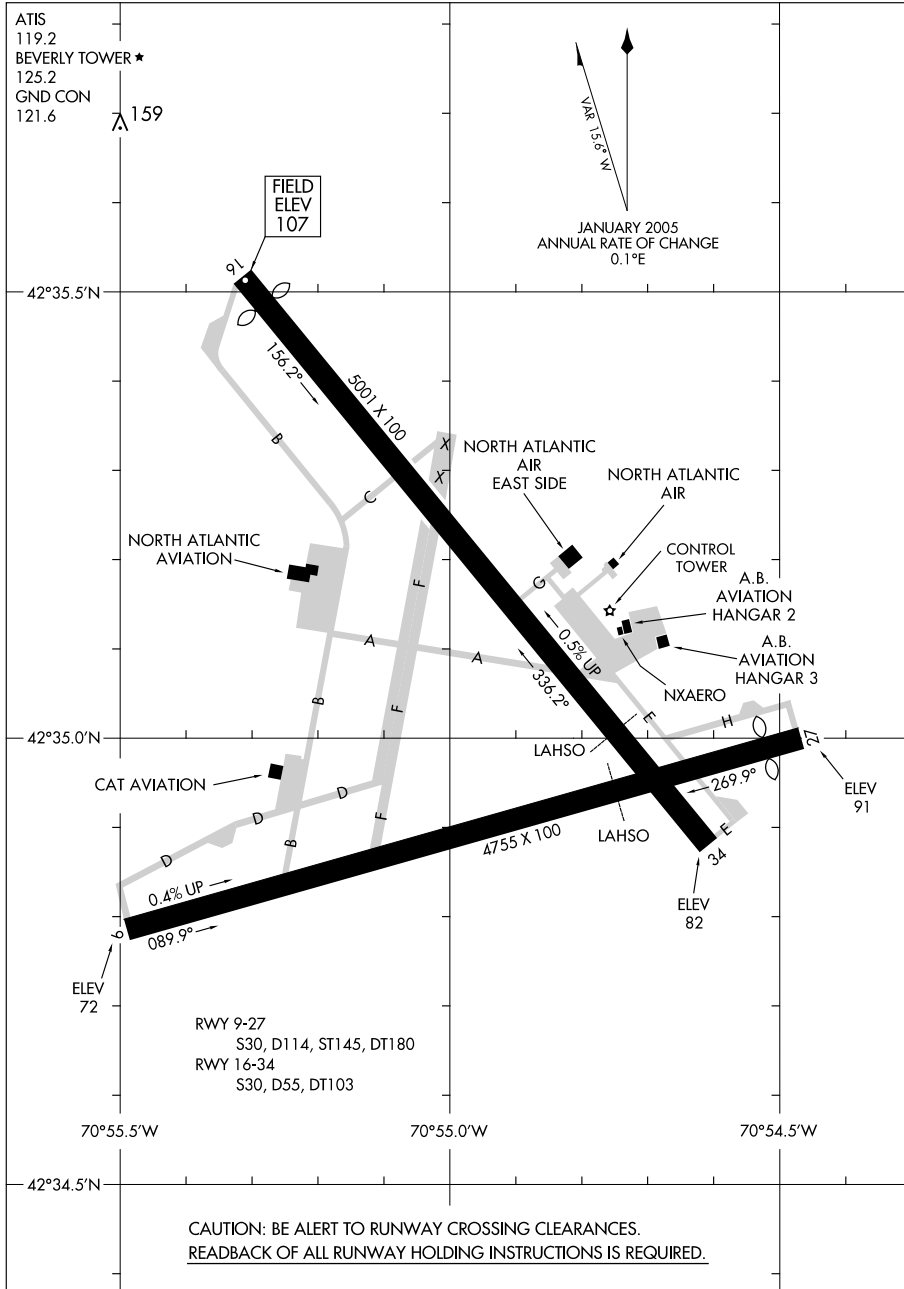 ATIS
119.2
BEVERLY TOWER ★
125.2
GND CON
121.6
159
VAR 15.6° W
JANUARY 2005
ANNUAL RATE OF CHANGE
0.1°E
FIELD
ELEV
107
16
42°35.5'N
156.2°
5001 X 100
B
X
X
C
NORTH ATLANTIC
AIR
EAST SIDE
NORTH ATLANTIC
AIR
NORTH ATLANTIC
AVIATION
CONTROL
TOWER
A.B.
AVIATION
HANGAR 2
F
G
A
A
0.5% UP
336.2°
A.B.
AVIATION
HANGAR 3
NXAERO
B
F
E
H
27
42°35.0'N
LAHSO
CAT AVIATION
D
D
D
F
B
269.9°
ELEV
91
4755 X 100
LAHSO
E
34
0.4% UP
089.9°
9
ELEV
82
ELEV
72
RWY 9-27
S30, D114, ST145, DT180
RWY 16-34
S30, D55, DT103
70°55.5'W
70°55.0'W
70°54.5'W
42°34.5'N
CAUTION: BE ALERT TO RUNWAY CROSSING CLEARANCES.
READBACK OF ALL RUNWAY HOLDING INSTRUCTIONS IS REQUIRED.